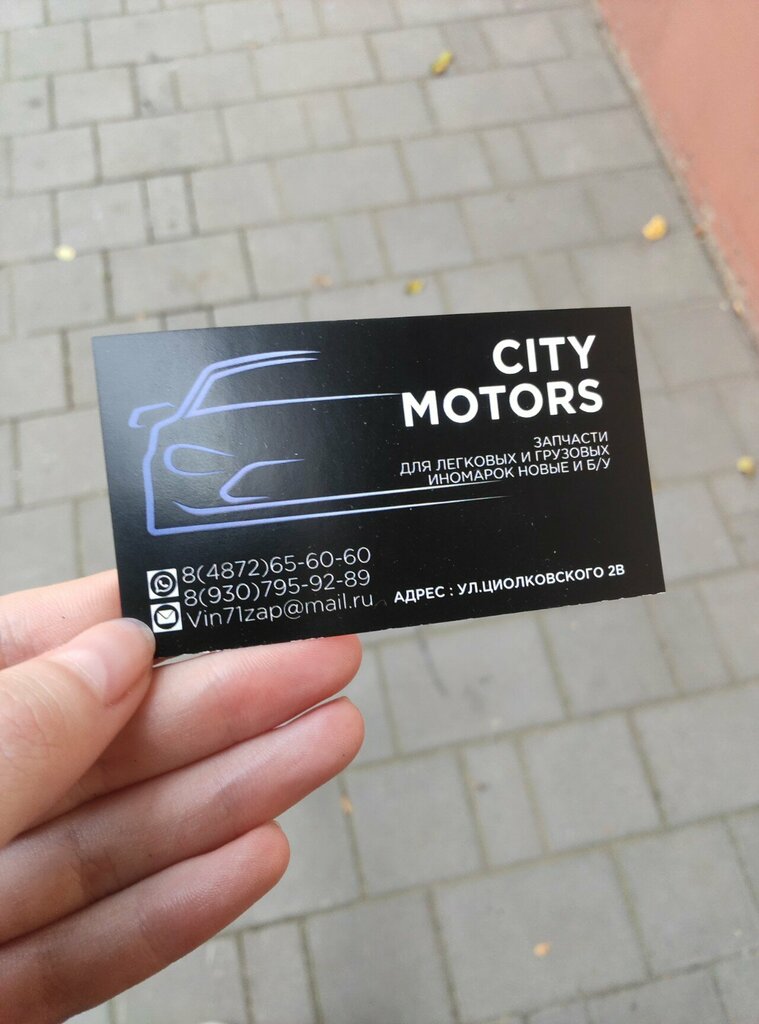 CITY
MOTORS
ЗАПЧАСТИ
ДЛЯ ЛЕГКОВЫХ И ГРУЗОВЫХ
ИНОМАРОК НОВЫЕ И Б/У
8(4872)65-60-60
8(930)795-92-89
Vin71zap@mail.ru
АДРЕС : УЛ.ЦИОЛКОВСКОГО 2В